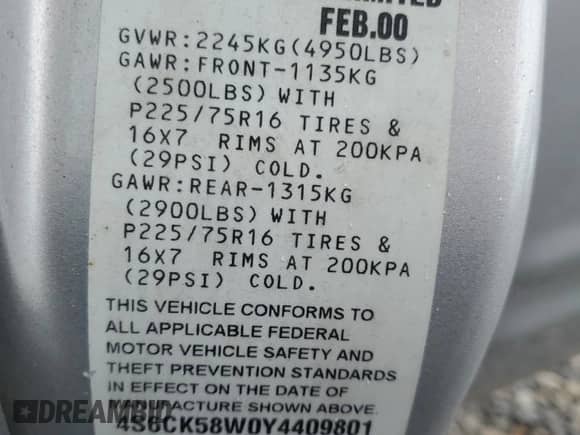 FEB.00
GVWR:2245KG(4950LBS)
GAWR:FRONT-1135KG
(2500LBS) WITH
P225/75R16 TIRES &
16X7 RIMS AT 200KPA
(29PSI) COLD.
GAWR:REAR-1315KG
(2900LBS) WITH
P225/75R16 TIRES &
16X7 RIMS AT 200KPA
(29PSI) COLD.
THIS VEHICLE CONFORMS TO
ALL APPLICABLE FEDERAL
MOTOR VEHICLE SAFETY AND
THEFT PREVENTION STANDARDS
IN EFFECT ON THE DATE OF
MANUFACTURE SHOWN ABOVE.
4S6CK58W0Y4409801
DREAMBID